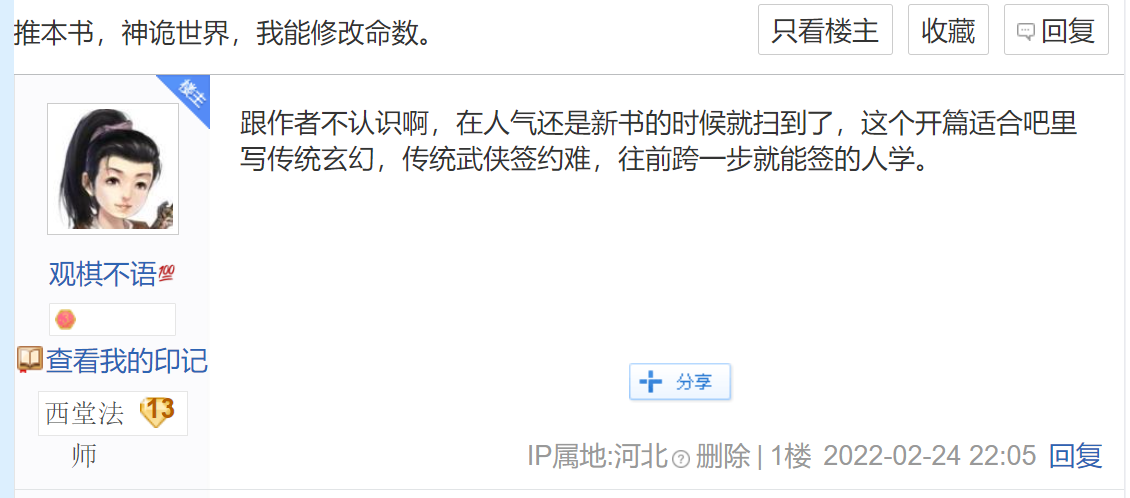 推本书，神诡世界，我能修改命数。
只看楼主
收藏
回复
楼主
跟作者不认识啊，在人气还是新书的时候就扫到了，这个开篇适合吧里
写传统玄幻，传统武侠签约难，往前跨一步就能签的人学。
观棋不语💯
3
查看我的印记
西堂法
师
13
分享
IP属地:河北? 删除 | 1楼 2022-02-24 22:05 回复